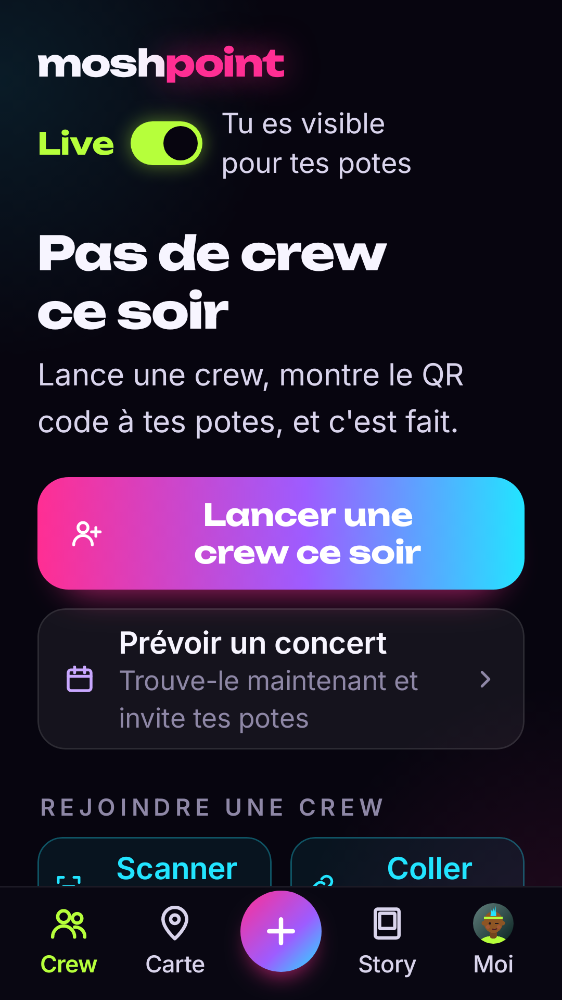 moshpoint
Live
Tu es visible
pour tes potes
Pas de crew
ce soir
Lance une crew, montre le QR
code à tes potes, et c'est fait.
Lancer une
crew ce soir
Prévoir un concert
Trouve-le maintenant et
invite tes potes
REJOINDRE UNE CREW
Scanner
Coller
Crew
Carte
Story
Moi